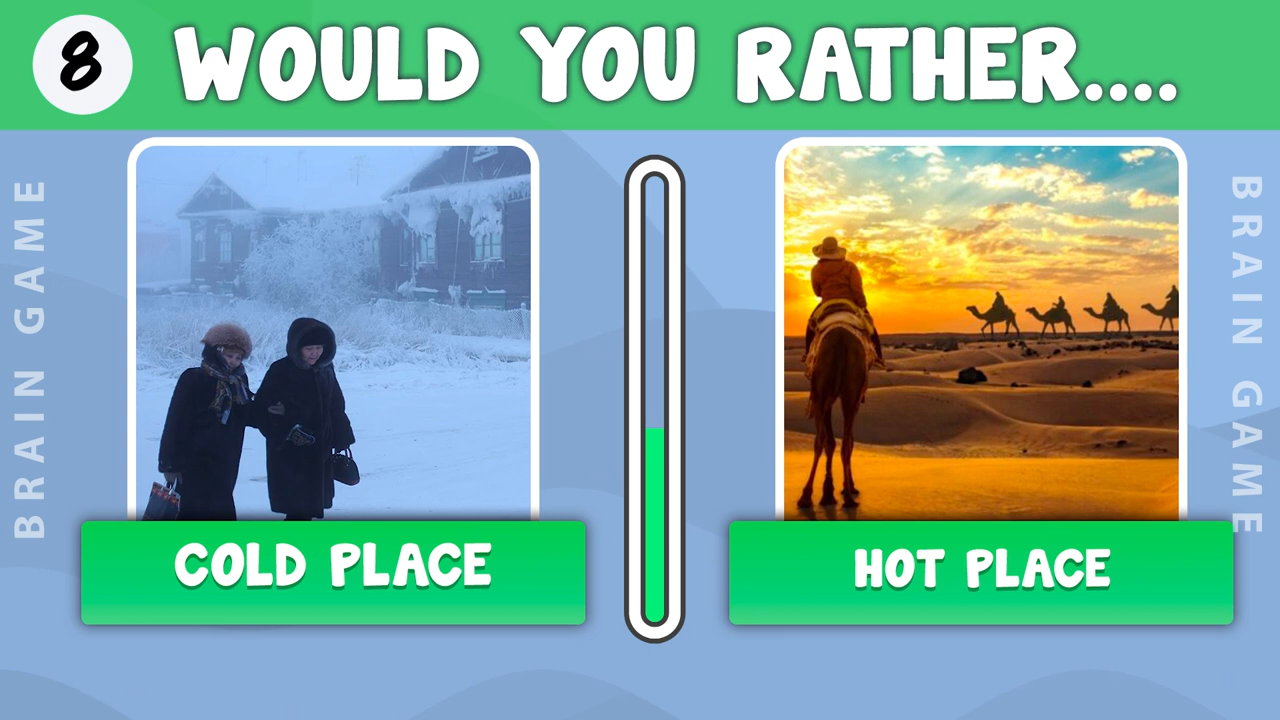 8
WOULD YOU RATHER....
BRAIN GAME
BRAIN GAME
COLD PLACE
HOT PLACE